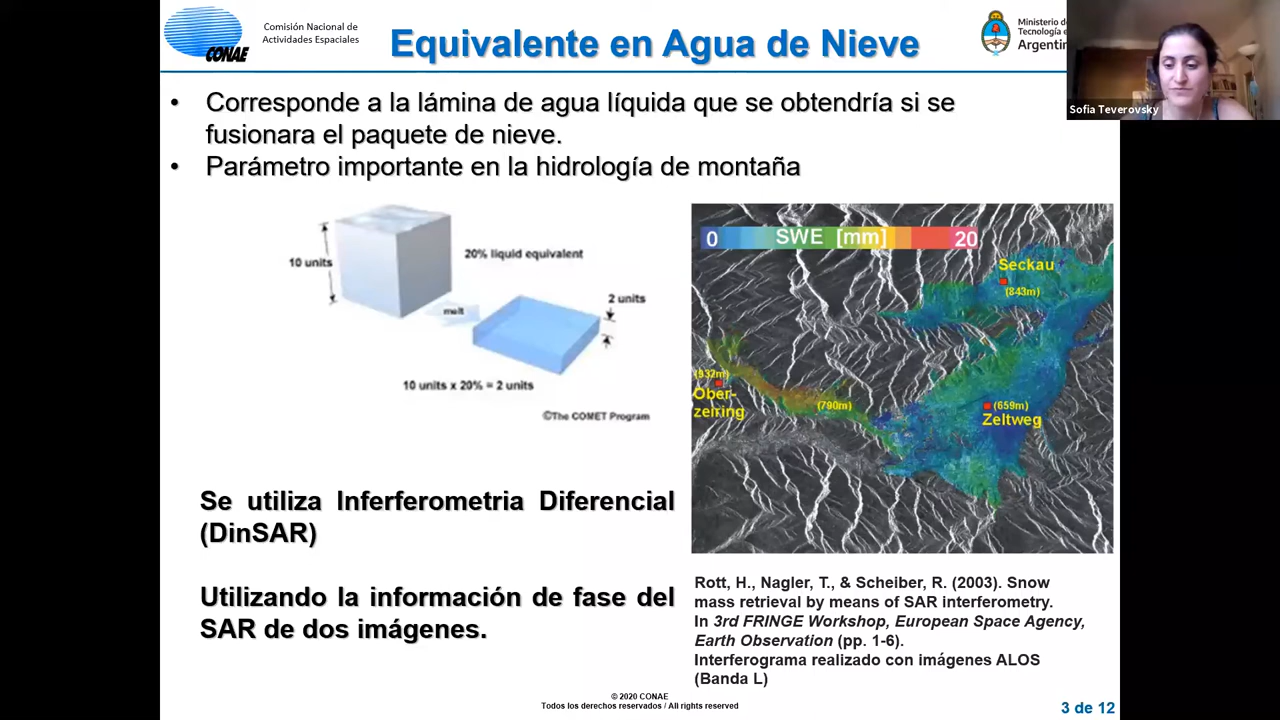 CONAE
Comisión Nacional de
Actividades Espaciales
Equivalente en Agua de Nieve
Ministerio de
Tecnología e
Argentin
Sofia Teverovsky
• Corresponde a la lámina de agua líquida que se obtendría si se
fusionara el paquete de nieve.
• Parámetro importante en la hidrología de montaña
10 units
20% liquid equivalent
melt
2 units
10 units x 20% = 2 units
©The COMET Program
0 SWE [mm] 20
Seckau
(843m)
(932m)
Ober-
zeiring
(790m)
(659m)
Zeltweg
Se utiliza Inferferometria Diferencial
(DinSAR)
Utilizando la información de fase del
SAR de dos imágenes.
Rott, H., Nagler, T., & Scheiber, R. (2003). Snow
mass retrieval by means of SAR interferometry.
In 3rd FRINGE Workshop, European Space Agency,
Earth Observation (pp. 1-6).
Interferograma realizado con imágenes ALOS
(Banda L)
© 2020 CONAE
Todos los derechos reservados / All rights reserved
3 de 12